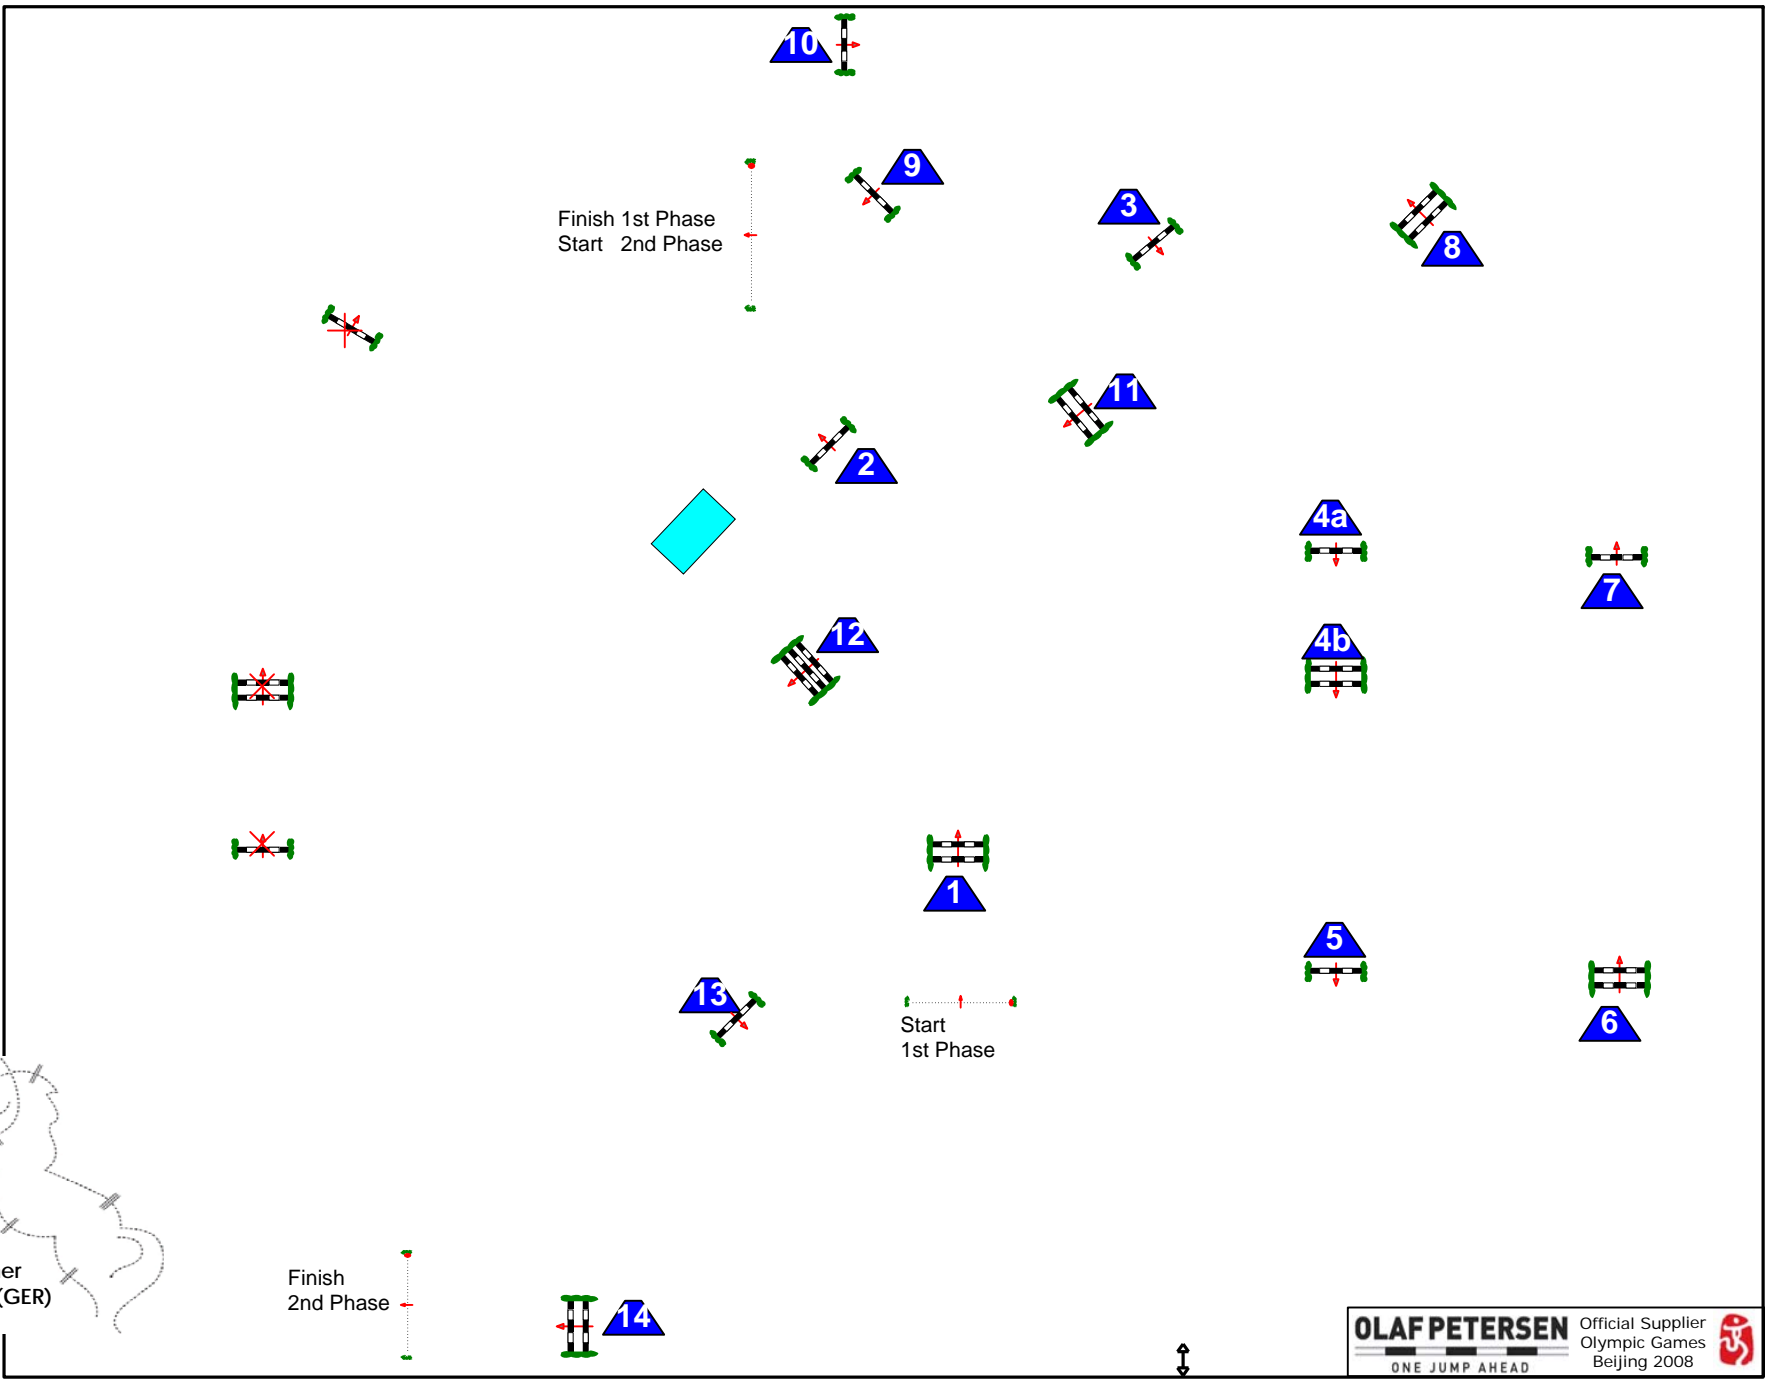 10
9
Finish 1st Phase
Start 2nd Phase
3
8
11
2
4a
7
12
4b
1
5
13
Start
1st Phase
6
er
(GER)
Finish
2nd Phase
14
OLAF PETERSEN
ONE JUMP AHEAD
Official Supplier
Olympic Games
Beijing 2008